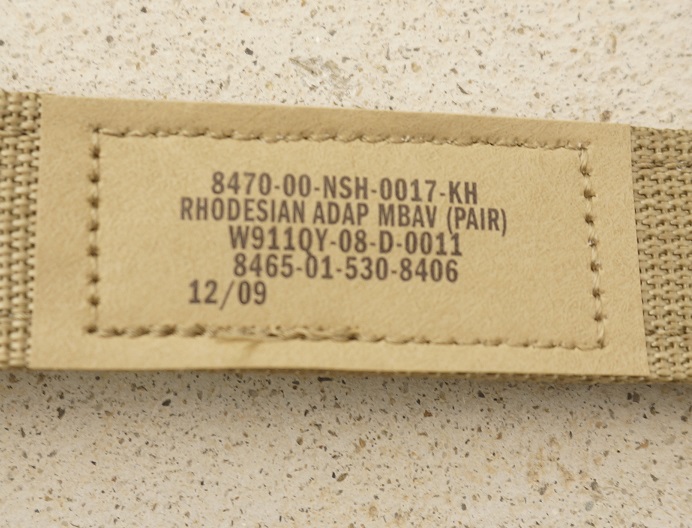 8470-00-NSH-0017-KH
RHODESIAN ADAP MBAV (PAIR)
W911QY-08-D-0011
8465-01-530-8406
12/09